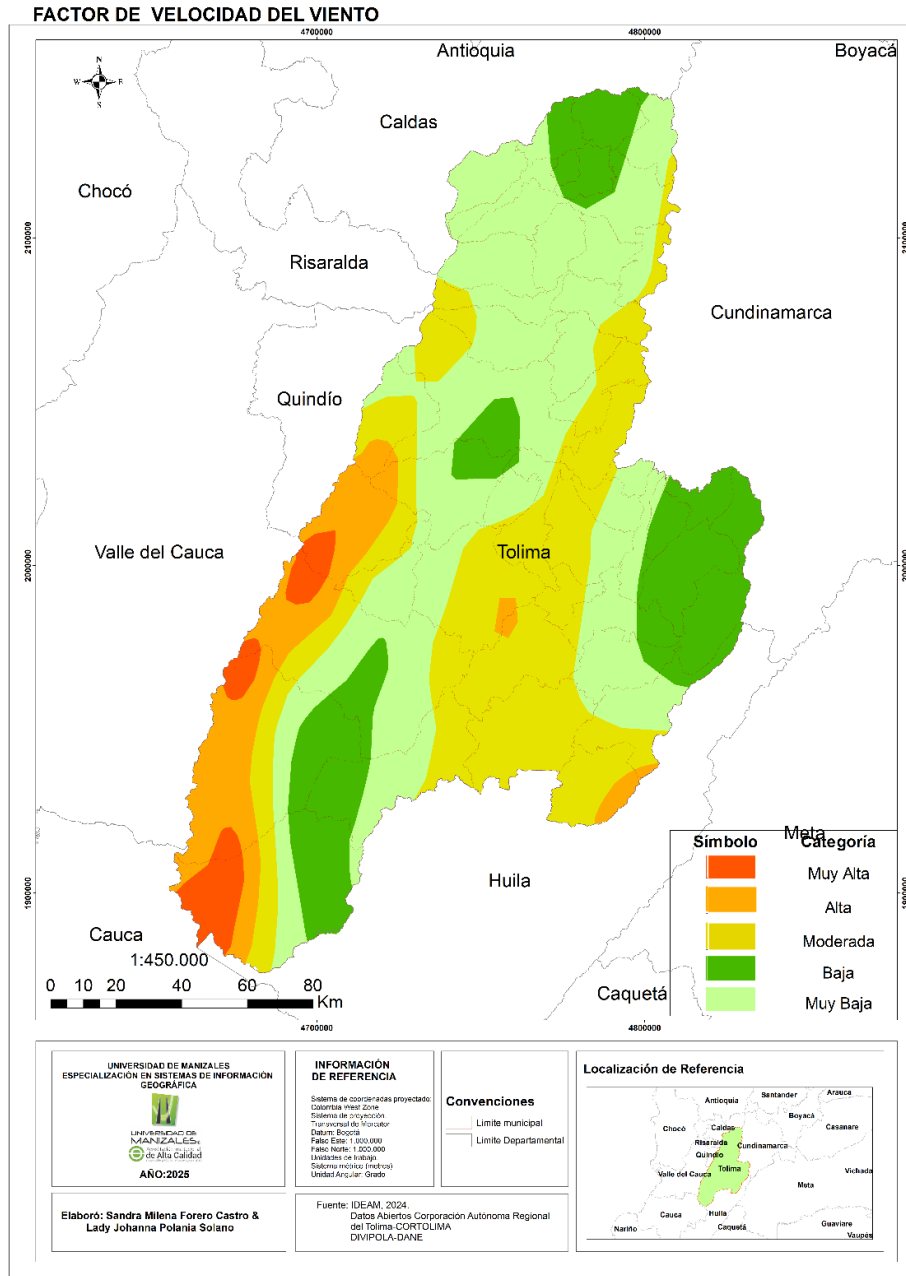 FACTOR DE VELOCIDAD DEL VIENTO
4700000
4800000
Antioquia
Boyacá
N
W
E
S
Caldas
Chocó
2100000
2100000
Risaralda
Cundinamarca
Quindío
Valle del Cauca
Tolima
2000000
2000000
Meta
Símbolo
Categoría
Muy Alta
Huila
Alta
1900000
1900000
Moderada
Cauca
1:450.000
Baja
0 10 20 40 60 80
Km
Caquetá
Muy Baja
4700000
4800000
UNIVERSIDAD DE MANIZALES
ESPECIALIZACIÓN EN SISTEMAS DE INFORMACIÓN
GEOGRÁFICA
UNIVERSIDAD DE
MANIZALES
de Alta Calidad
AÑO:2025
Elaboró: Sandra Milena Forero Castro &
Lady Johanna Polania Solano
INFORMACIÓN
DE REFERENCIA
Sistema de coordenadas proyectado:
Colombia West Zone
Sistema de proyección
Transversal de Mercator
Datum: Bogotá
Falso Este: 1.000.000
Falso Norte: 1.000.000
Unidades de trabajo
Sistema métrico (metros)
Unidad Angular: Grado
Convenciones
Limite municipal
Limite Departamental
Fuente: IDEAM, 2024.
Datos Abiertos Corporación Autónoma Regional
del Tolima-CORTOLIMA
DIVIPOLA-DANE
Localización de Referencia
Antioquia
Santander
Arauca
Boyacá
Chocó
Caldas
Casanare
Risaralda
Cundinamarca
Quindío
Tolima
Valle del Cauca
Vichada
Meta
Cauca
Huila
Nariño
Caquetá
Guaviare
Vaupés